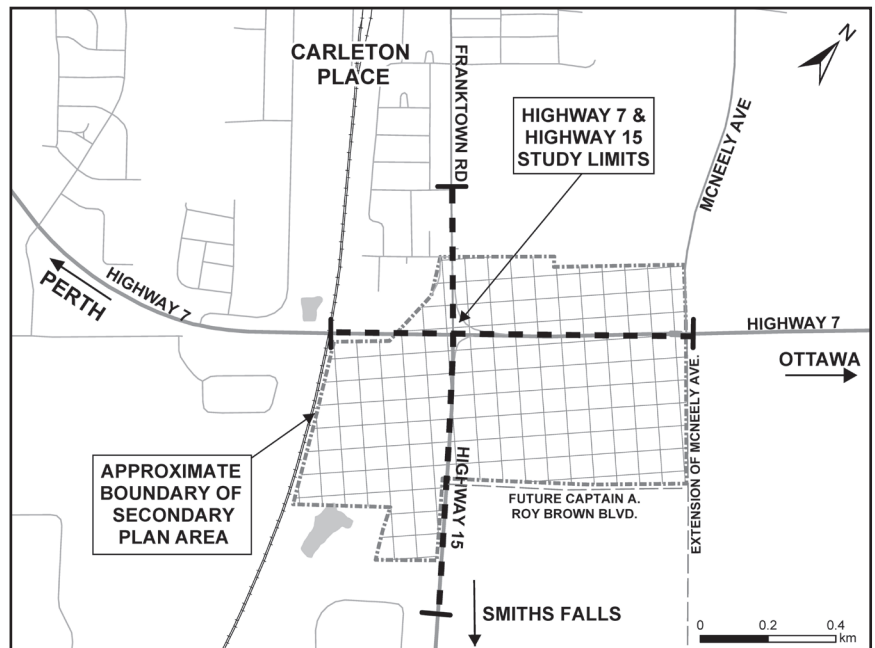 CARLETON
PLACE
FRANKTOWN RD
N
HIGHWAY 7 &
HIGHWAY 15
STUDY LIMITS
MCNEELY AVE
HIGHWAY 7
PERTH
HIGHWAY 7
OTTAWA
APPROXIMATE
BOUNDARY OF
SECONDARY
PLAN AREA
HIGHWAY 15
FUTURE CAPTAIN A.
ROY BROWN BLVD.
EXTENSION OF MCNEELY AVE.
SMITHS FALLS
0 0.2 0.4
km